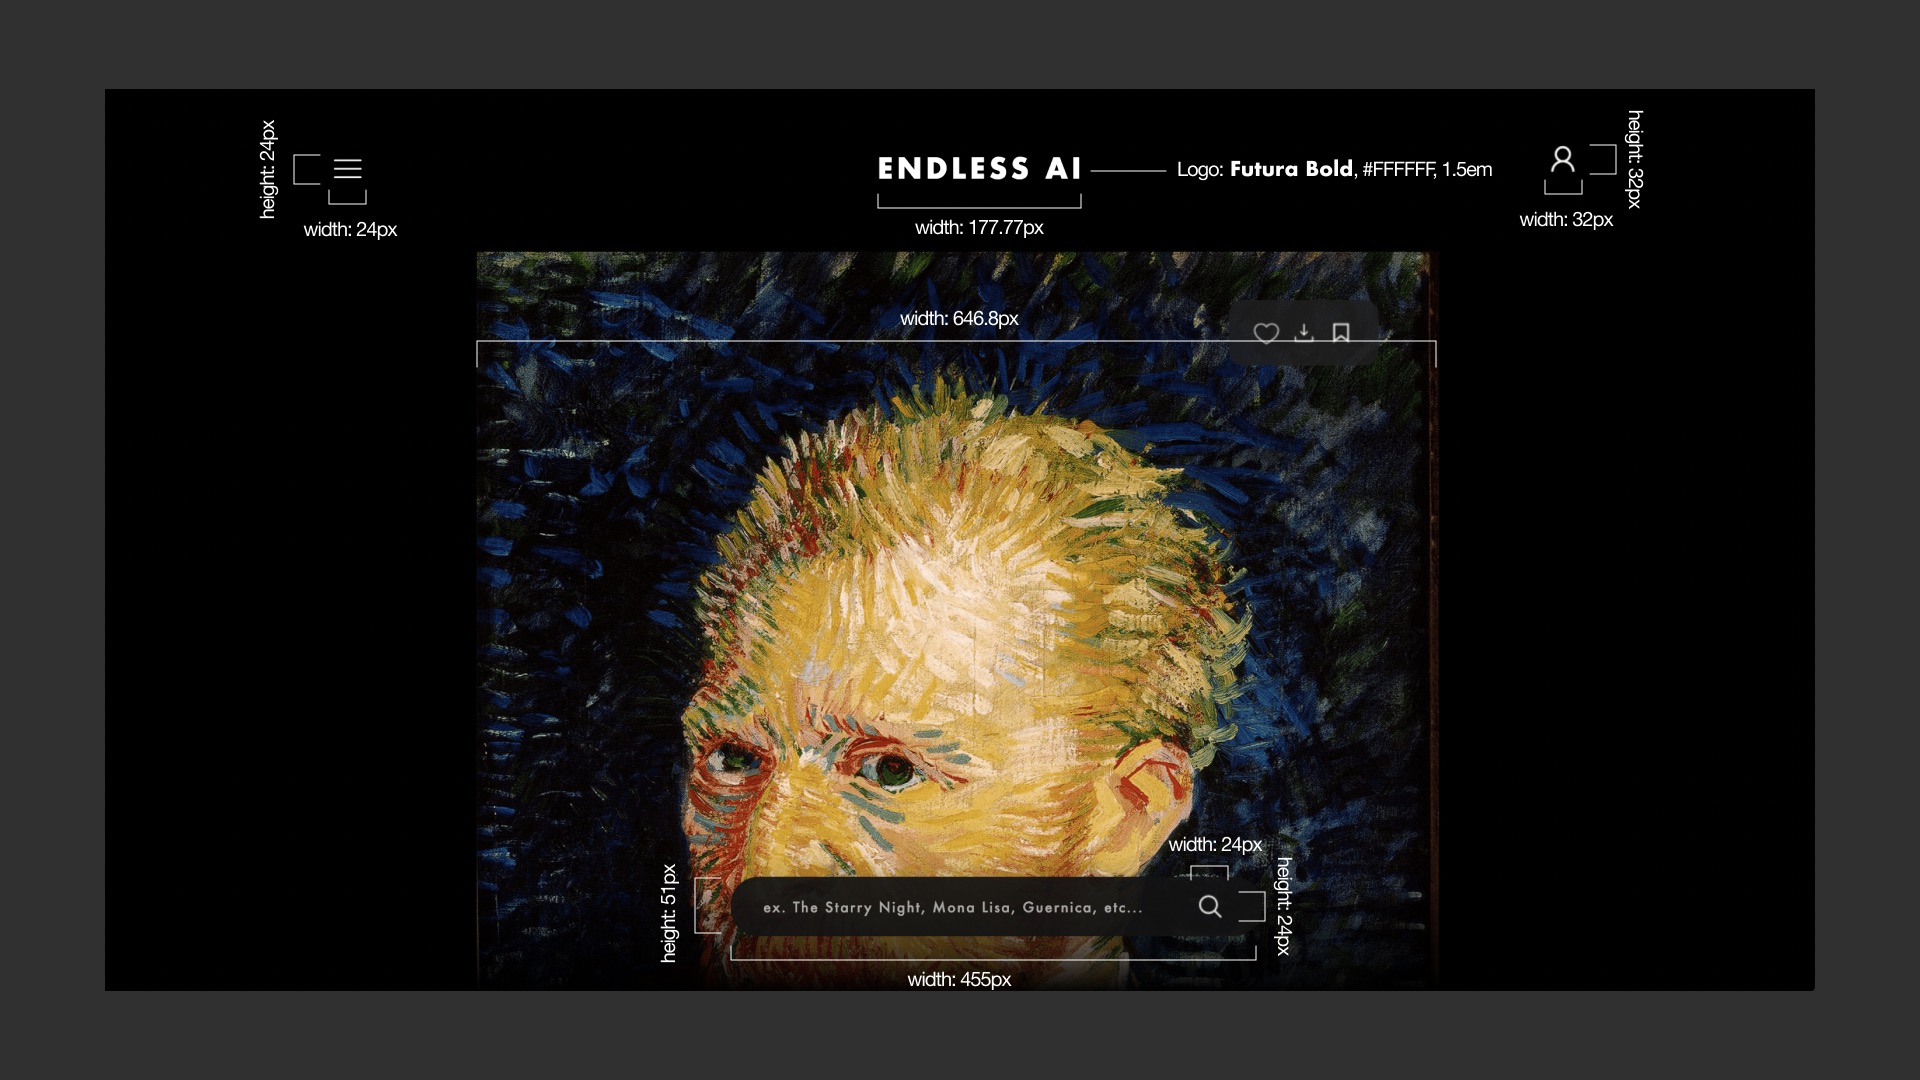 height: 24px
width: 24px
ENDLESS AI
width: 177.77px
Logo: Futura Bold, #FFFFFF, 1.5em
height: 32px
width: 32px
width: 646.8px
width: 24px
height: 51px
ex. The Starry Night, Mona Lisa, Guernica, etc...
height: 24px
width: 455px